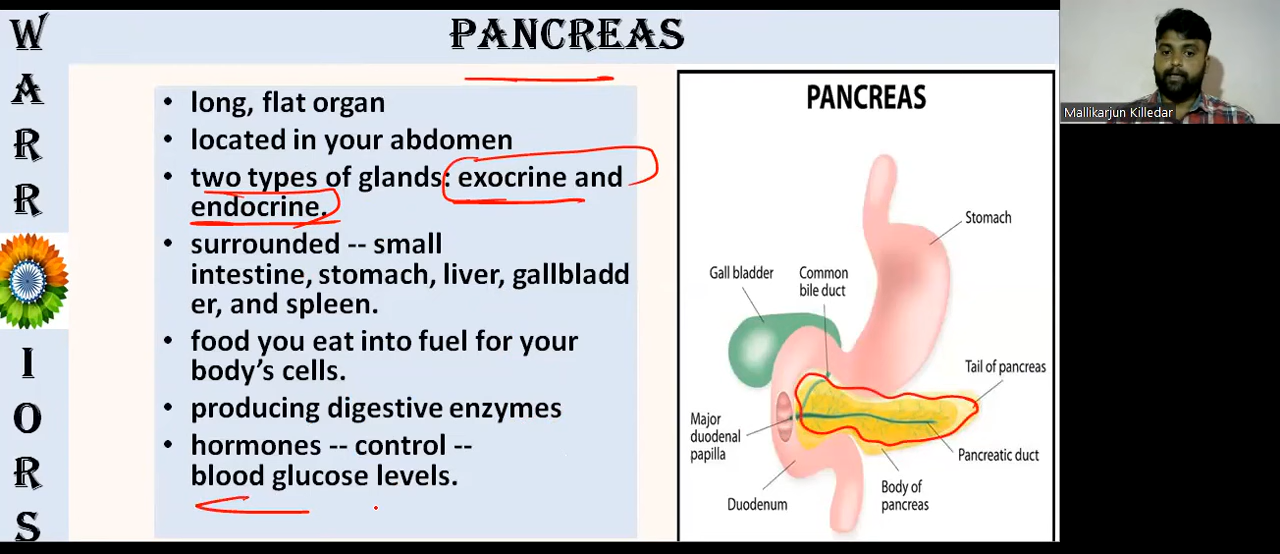 W
A
R
R
I
O
R
S
PANCREAS
• long, flat organ
• located in your abdomen
• two types of glands: exocrine and
endocrine.
• surrounded -- small
intestine, stomach, liver, gallbladd
er, and spleen.
• food you eat into fuel for your
body’s cells.
• producing digestive enzymes
• hormones -- control --
blood glucose levels.
PANCREAS
Stomach
Gall bladder
Common
bile duct
Tail of pancreas
Major
duodenal
papilla
Pancreatic duct
Body of
pancreas
Duodenum
Mallikarjun Killedar